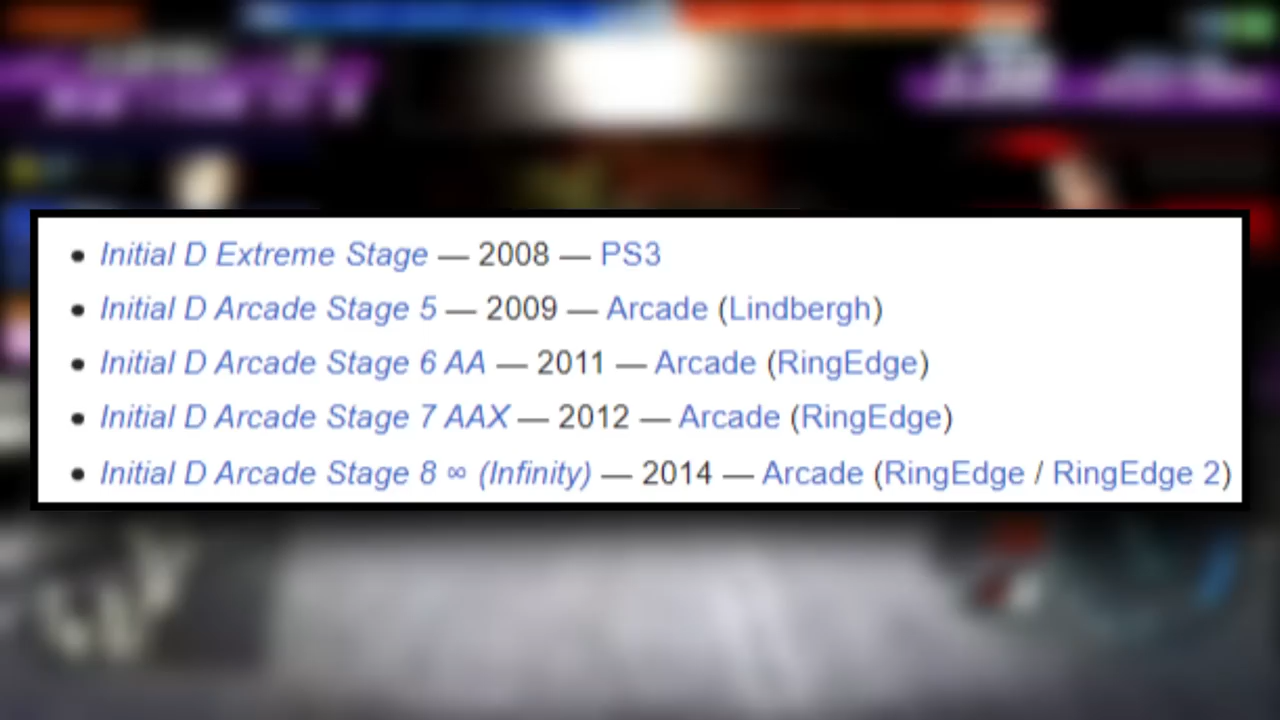 • Initial D Extreme Stage — 2008 — PS3
• Initial D Arcade Stage 5 — 2009 — Arcade (Lindbergh)
• Initial D Arcade Stage 6 AA — 2011 — Arcade (RingEdge)
• Initial D Arcade Stage 7 AAX — 2012 — Arcade (RingEdge)
• Initial D Arcade Stage 8 ∞ (Infinity) — 2014 — Arcade (RingEdge / RingEdge 2)